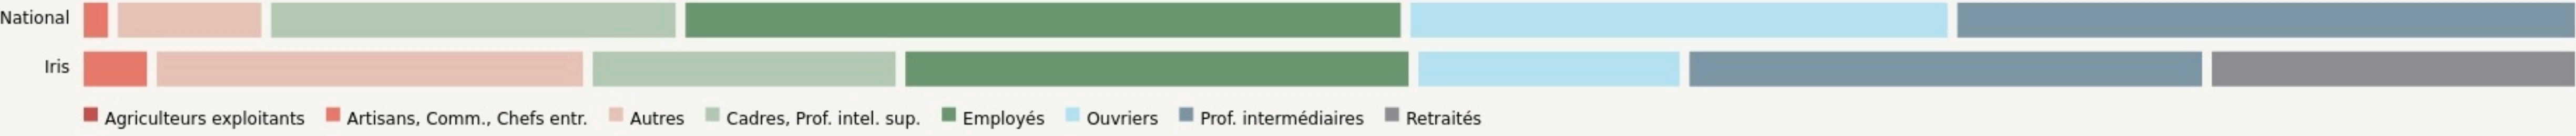 National
Iris
Agriculteurs exploitants Artisans, Comm., Chefs entr. Autres Cadres, Prof. intel. sup. Employés Ouvriers Prof. intermédiaires Retraités